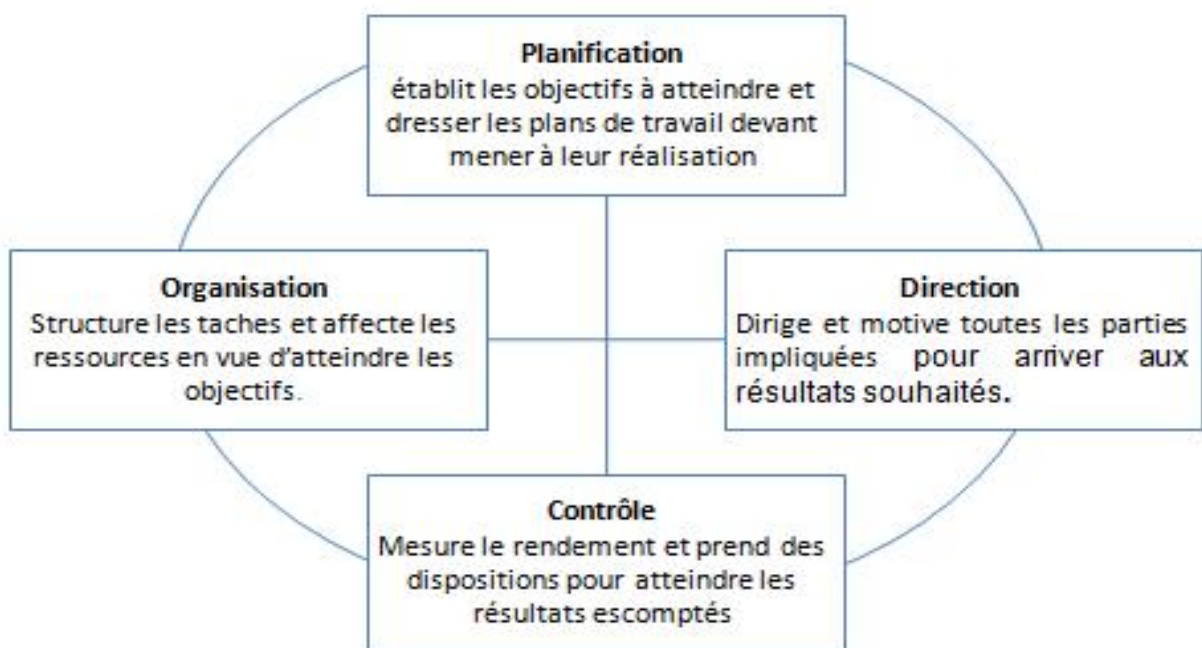 Planification
établit les objectifs à atteindre et
dresser les plans de travail devant
mener à leur réalisation
Organisation
Structure les taches et affecte les
ressources en vue d'atteindre les
objectifs.
Direction
Dirige et motive toutes les parties
impliquées pour arriver aux
résultats souhaités.
Contrôle
Mesure le rendement et prend des
dispositions pour atteindre les
résultats escomptés